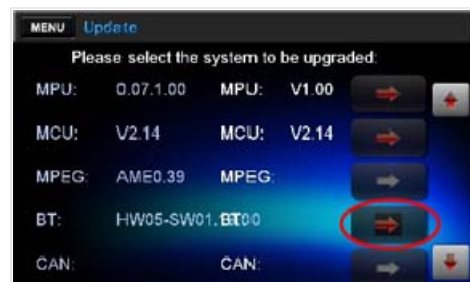 MENU Update
Please select the system to be upgraded:
MPU: 0.07.1.00 MPU: V1.00
MCU: V2.14 MCU: V2.14
MPEG: AME0.39 MPEG:
BT: HW05-SW01. BT: 00
CAN: CAN: